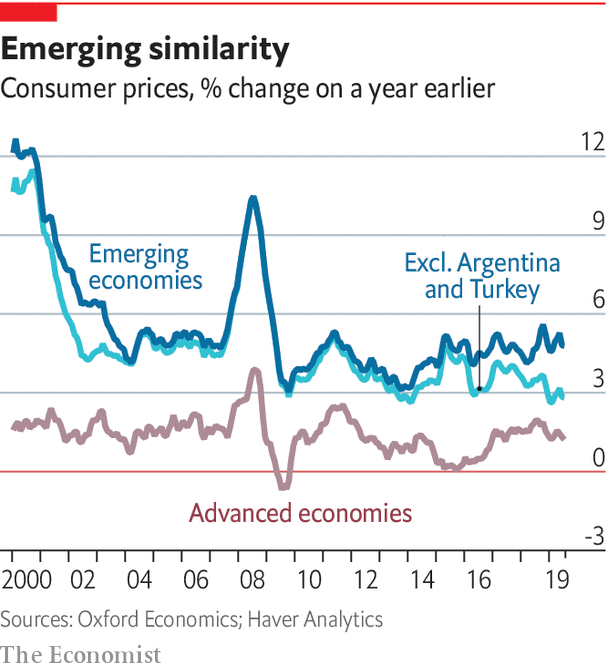 Emerging similarity
Consumer prices, % change on a year earlier
12
9
Emerging
economies
Excl. Argentina
and Turkey
6
3
0
Advanced economies
-3
2000 02 04 06 08 10 12 14 16 19
Sources: Oxford Economics; Haver Analytics
The Economist